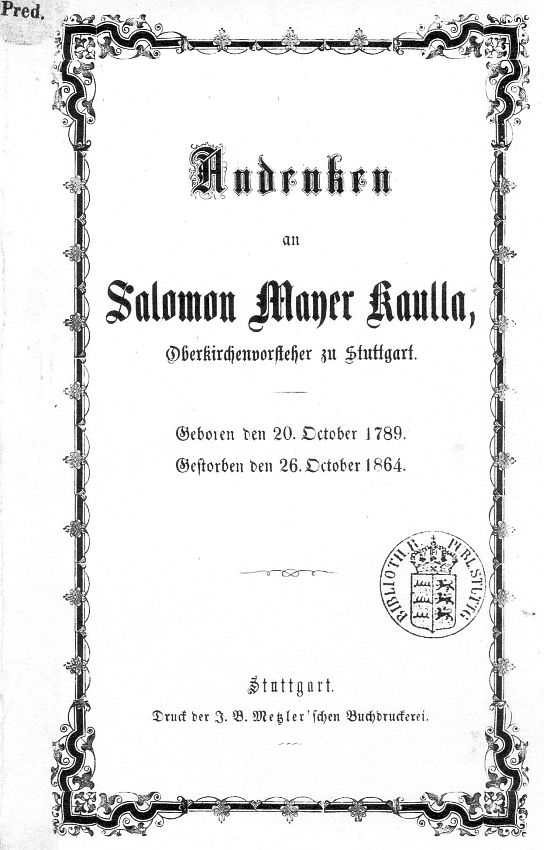 Pred.
Andenken
an
Salomon Mayer Kaulla,
Oberkirchenvorsteher zu Stuttgart.
Geboren den 20. October 1789.
Gestorben den 26. October 1864.
BIBLIOTH. R. PUBL. STUTTG
Stuttgart.
Druck der J. B. Metzler'schen Buchdruckerei.